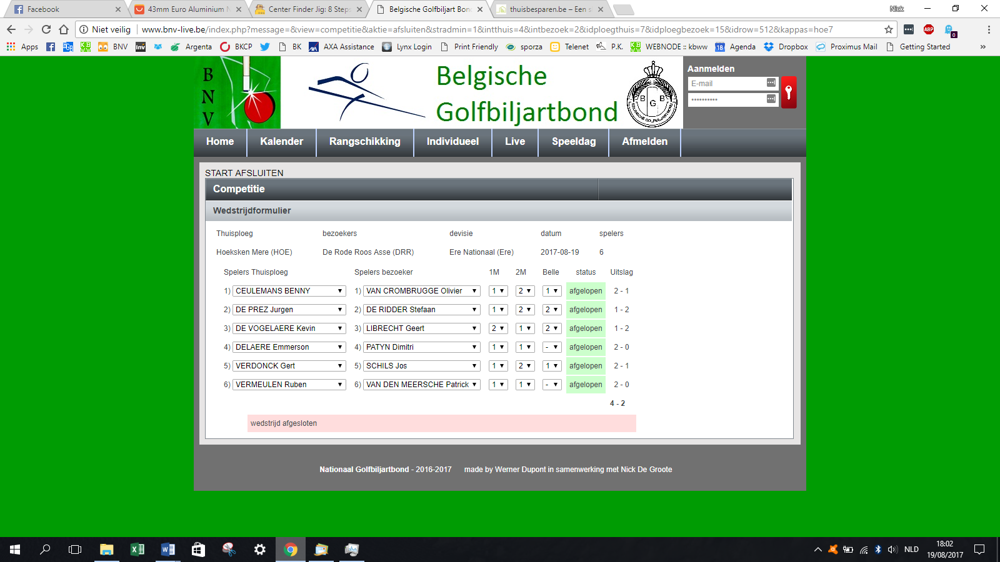 Nick
Facebook
43mm Euro Aluminium N
Center Finder Jig: 8 Steps
Belgische Golfbiljart Bon
thuisbesparen.be – Een s
Niet veilig
www.bnv-live.be/index.php?message=&view=competitie&aktie=afsluiten&stradmin=1&intthuis=4&intbezoek=2&idploegthuis=7&idploegbezoek=15&idrow=512&kappas=hoe7
ABP
0
Apps BNV Inv Argenta BKCP BK AXA Assistance Lynx Login Print Friendly sporza Telenet P.K. WEBNODE :: kbww 18 Agenda Dropbox Proximus Mail Getting Started »
B
N
V
Belgische
Golfbiljartbond
B B
G
Aanmelden
E-mail
••••••••••
Home Kalender Rangschikking Individueel Live Speeldag Afmelden
START AFSLUITEN
Competitie
Wedstrijdformulier
Thuisploeg bezoekers devisie datum spelers
Hoeksken Mere (HOE) De Rode Roos Asse (DRR) Ere Nationaal (Ere) 2017-08-19 6
Spelers Thuisploeg Spelers bezoeker 1M 2M Belle status Uitslag
1) CEULEMANS BENNY 1) VAN CROMBRUGGE Olivier 1 2 1 afgelopen 2 - 1
2) DE PREZ Jurgen 2) DE RIDDER Stefaan 1 2 2 afgelopen 1 - 2
3) DE VOGELAERE Kevin 3) LIBRECHT Geert 2 1 2 afgelopen 1 - 2
4) DELAERE Emmerson 4) PATYN Dimitri 1 1 - afgelopen 2 - 0
5) VERDONCK Gert 5) SCHILS Jos 1 2 1 afgelopen 2 - 1
6) VERMEULEN Ruben 6) VAN DEN MEERSCHE Patrick 1 1 - afgelopen 2 - 0
4 - 2
wedstrijd afgesloten
Nationaal Golfbiljartbond - 2016-2017 made by Werner Dupont in samenwerking met Nick De Groote
NLD
18:02
19/08/2017